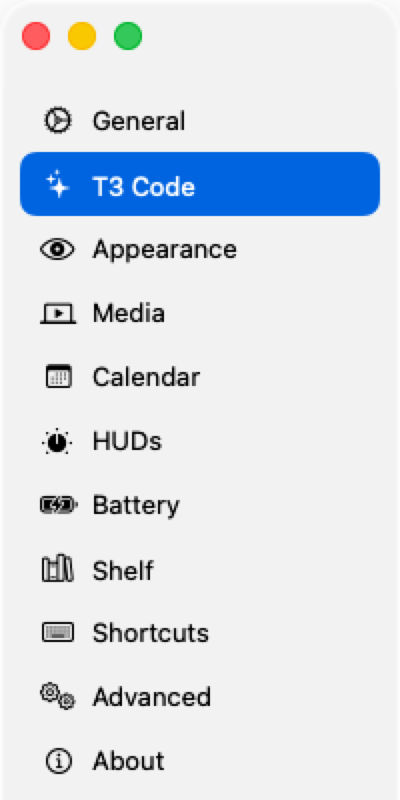 General
T3 Code
Appearance
Media
Calendar
HUDs
Battery
Shelf
Shortcuts
Advanced
About